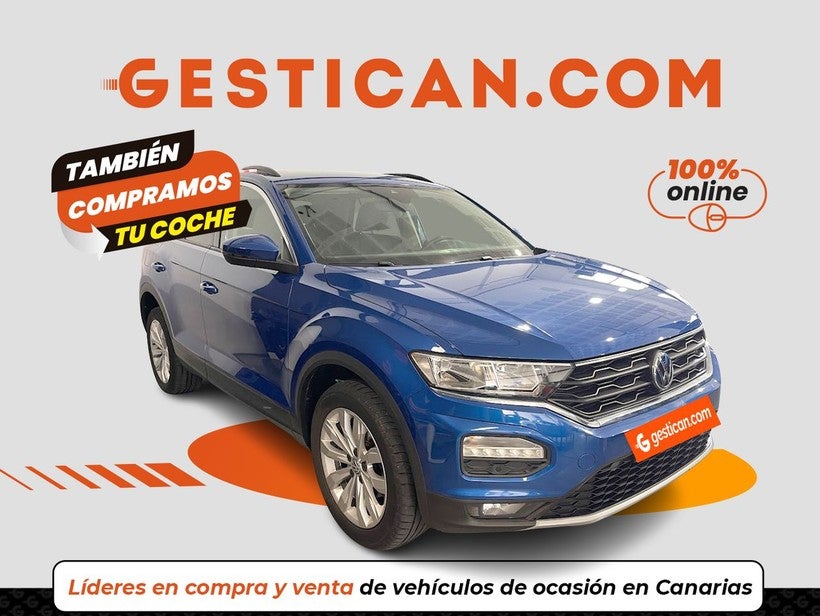 GESTICAN.COM
TAMBIÉN
COMPRAMOS
TU COCHE
100%
online
gestican.com
Líderes en compra y venta de vehículos de ocasión en Canarias